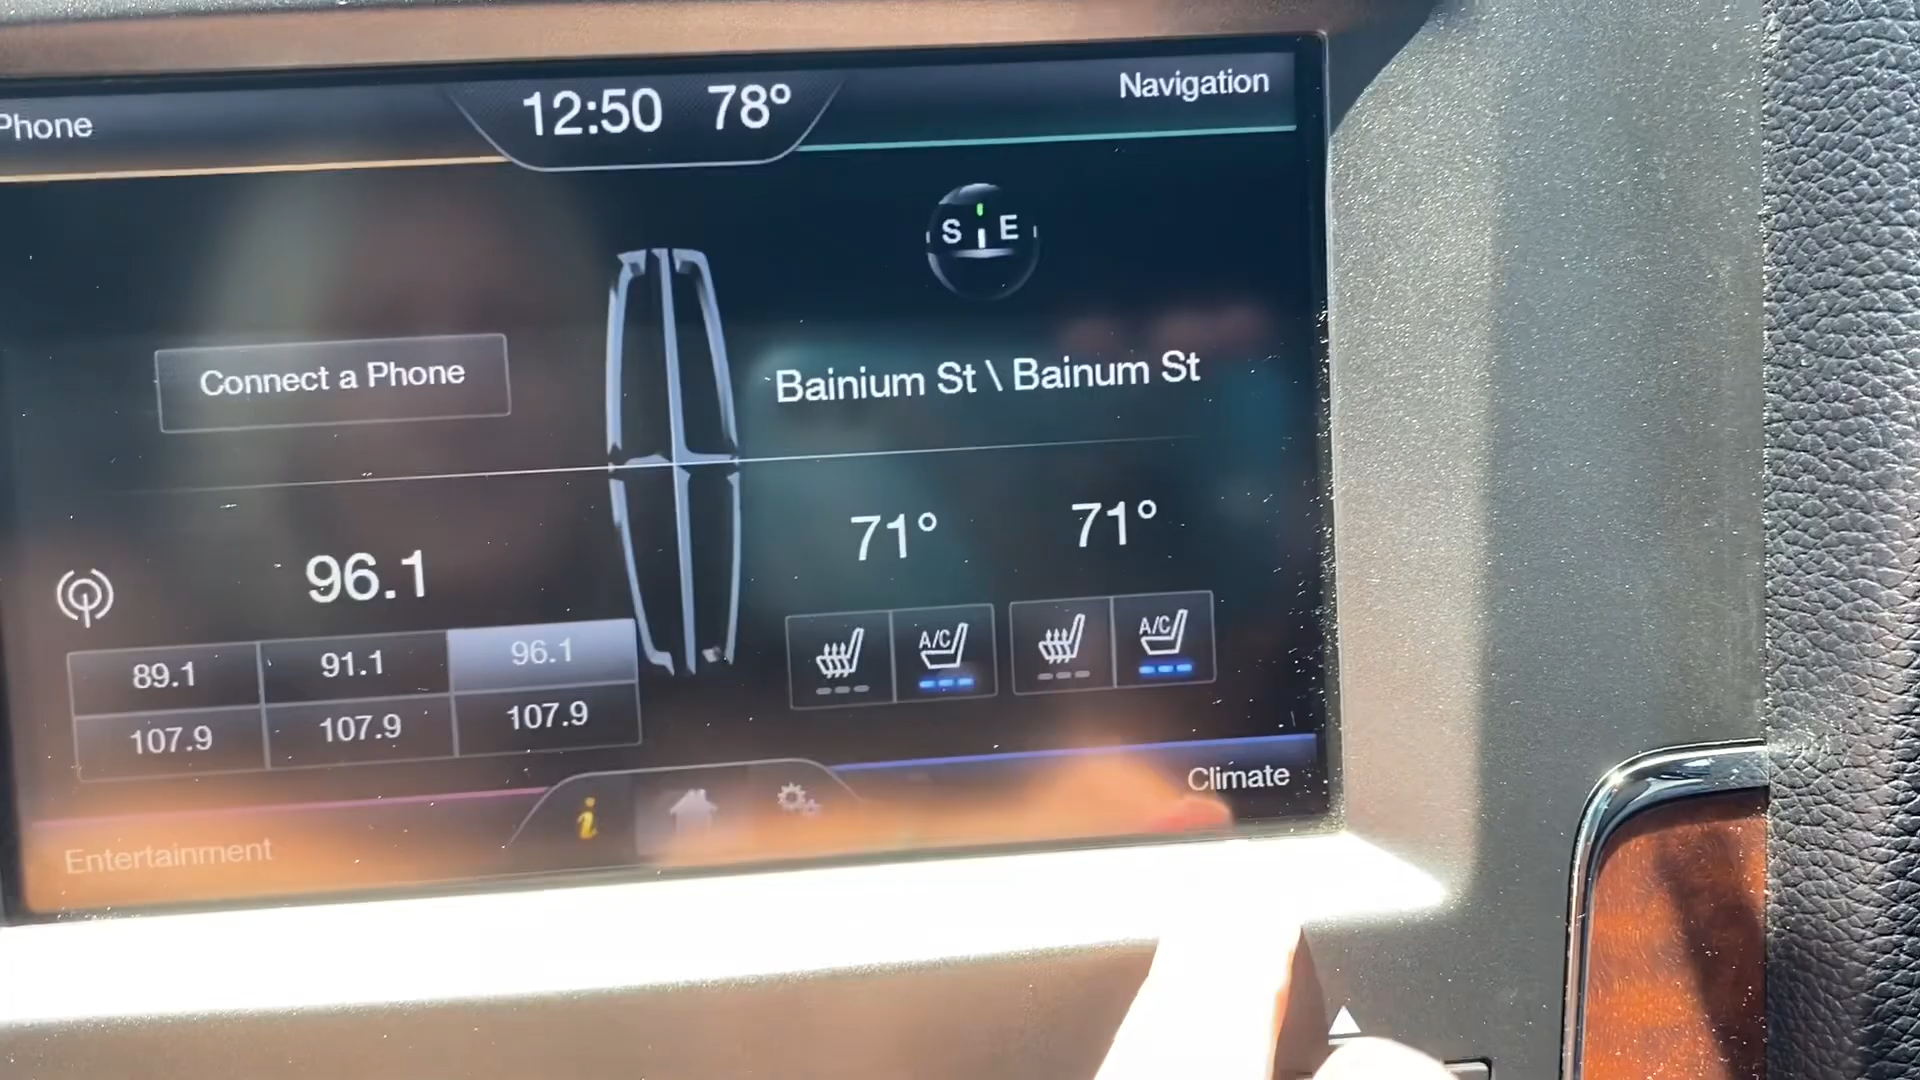 Phone
12:50 78°
Navigation
S E
Connect a Phone
Bainium St \ Bainum St
96.1
71° 71°
89.1 91.1 96.1
107.9 107.9 107.9
A/C A/C
i
Climate
Entertainment